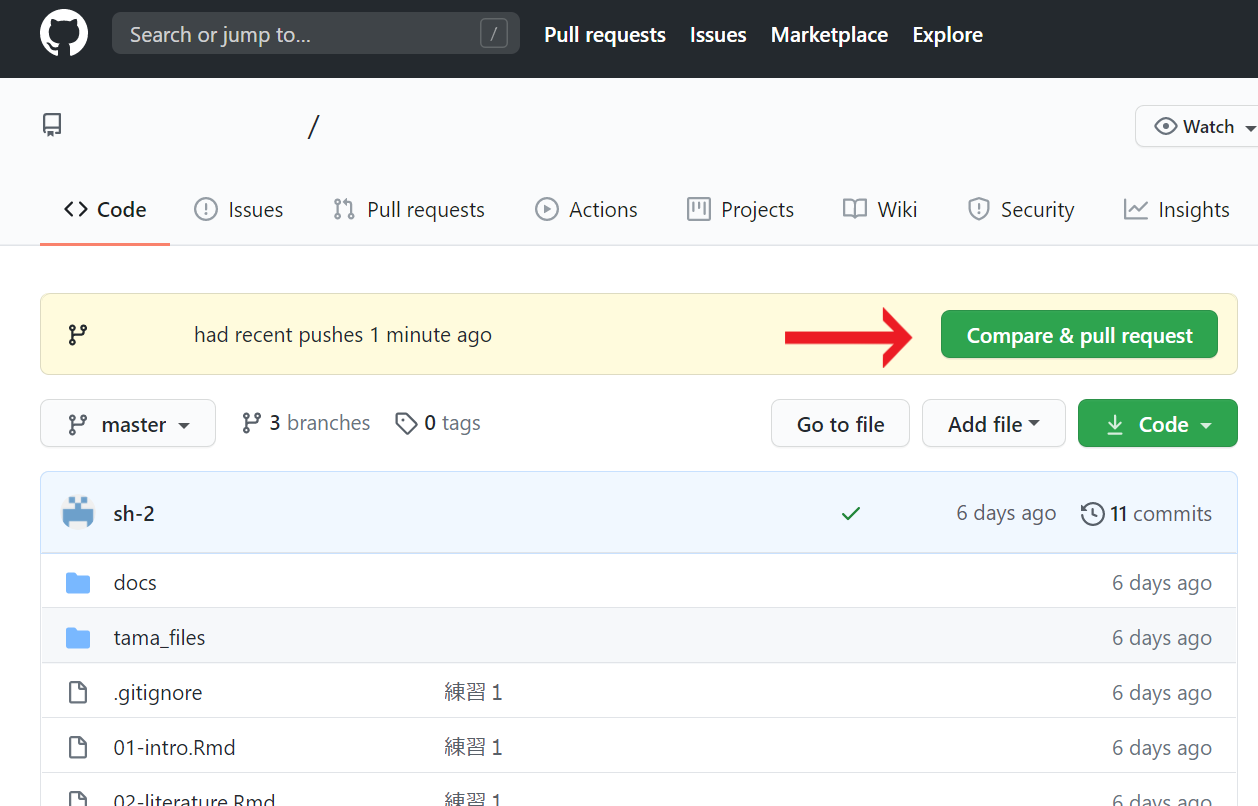 Search or jump to... /
Pull requests Issues Marketplace Explore
/
Watch
Code Issues Pull requests Actions Projects Wiki Security Insights
had recent pushes 1 minute ago Compare & pull request
master 3 branches 0 tags Go to file Add file Code
sh-2 6 days ago 11 commits
docs 6 days ago
tama_files 6 days ago
.gitignore 練習 1 6 days ago
01-intro.Rmd 練習 1 6 days ago
02-literature.Rmd 練習 1 6 days ago